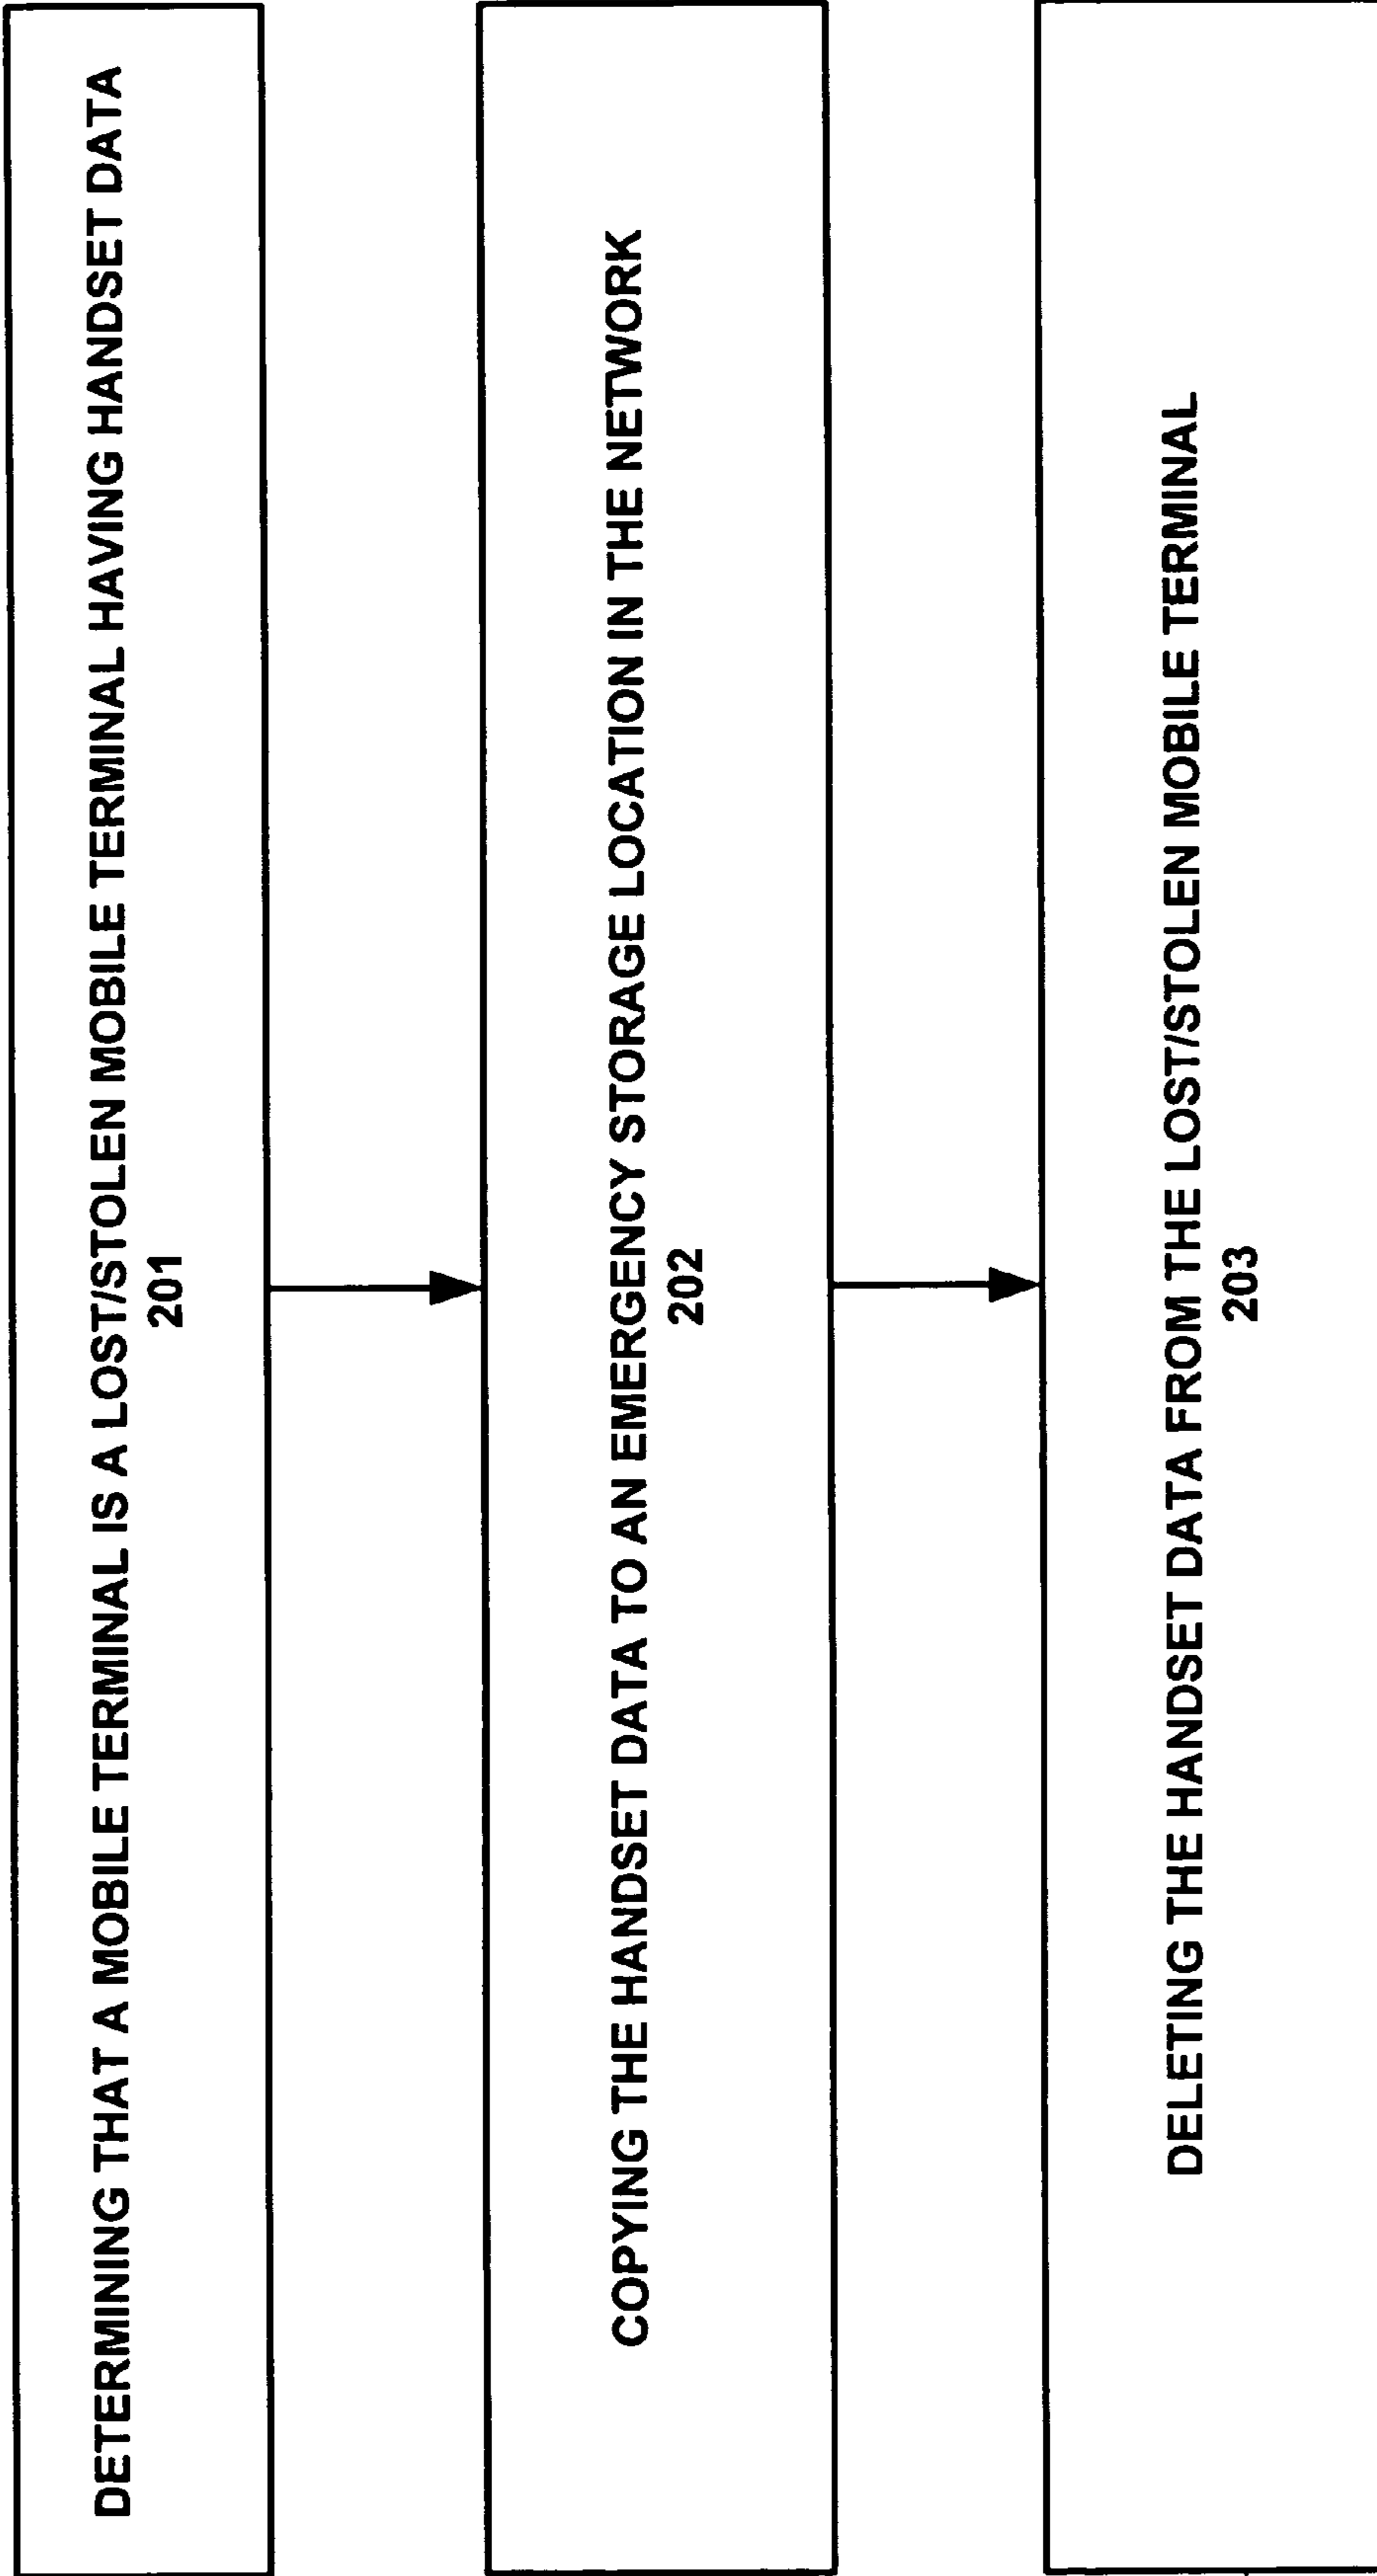 DETERMINING THAT A MOBILE TERMINAL IS A LOST/STOLEN MOBILE TERMINAL HAVING HANDSET DATA
201
COPYING THE HANDSET DATA TO AN EMERGENCY STORAGE LOCATION IN THE NETWORK
202
DELETING THE HANDSET DATA FROM THE LOST/STOLEN MOBILE TERMINAL
203